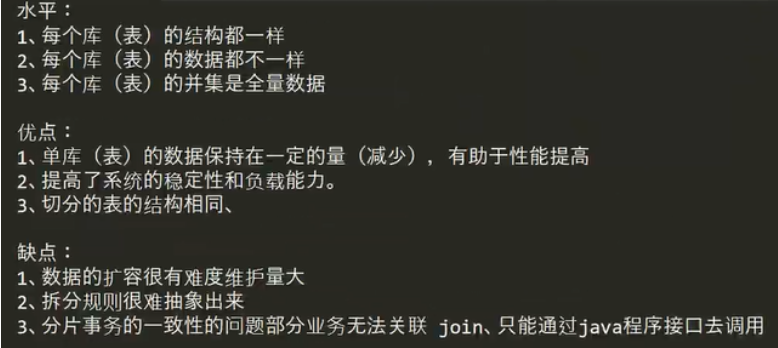 水平：
1、每个库（表）的结构都一样
2、每个库（表）的数据都不一样
3、每个库（表）的并集是全量数据
优点：
1、单库（表）的数据保持在一定的量（减少），有助于性能提高
2、提高了系统的稳定性和负载能力。
3、切分的表的结构相同、
缺点：
1、数据的扩容很有难度维护量大
2、拆分规则很难抽象出来
3、分片事务的一致性的问题部分业务无法关联 join、只能通过java程序接口去调用